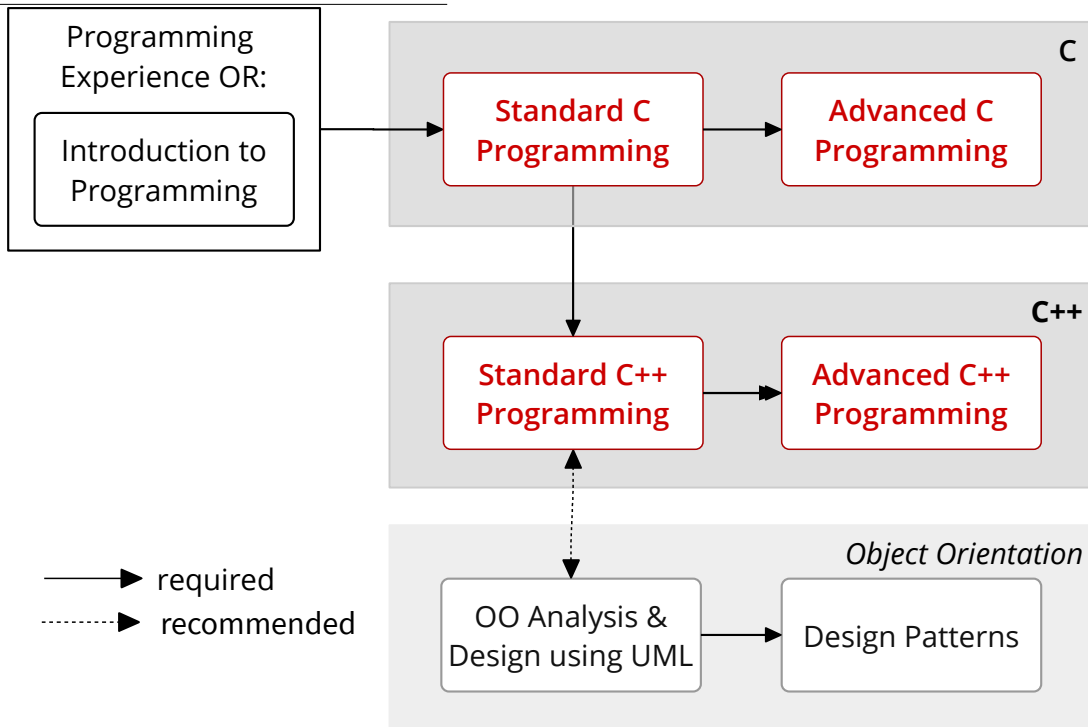 Programming
Experience OR:
Introduction to
Programming
C
Standard C
Programming
Advanced C
Programming
C++
Standard C++
Programming
Advanced C++
Programming
Object Orientation
OO Analysis &
Design using UML
Design Patterns
required
recommended